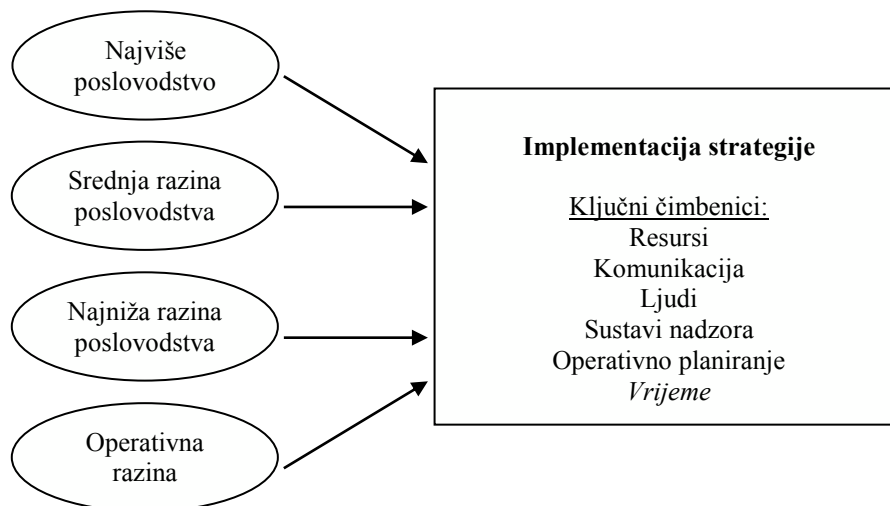 Najviše
poslovodstvo
Srednja razina
poslovodstva
Najniža razina
poslovodstva
Operativna
razina
Implementacija strategije
Ključni čimbenici:
Resursi
Komunikacija
Ljudi
Sustavi nadzora
Operativno planiranje
Vrijeme